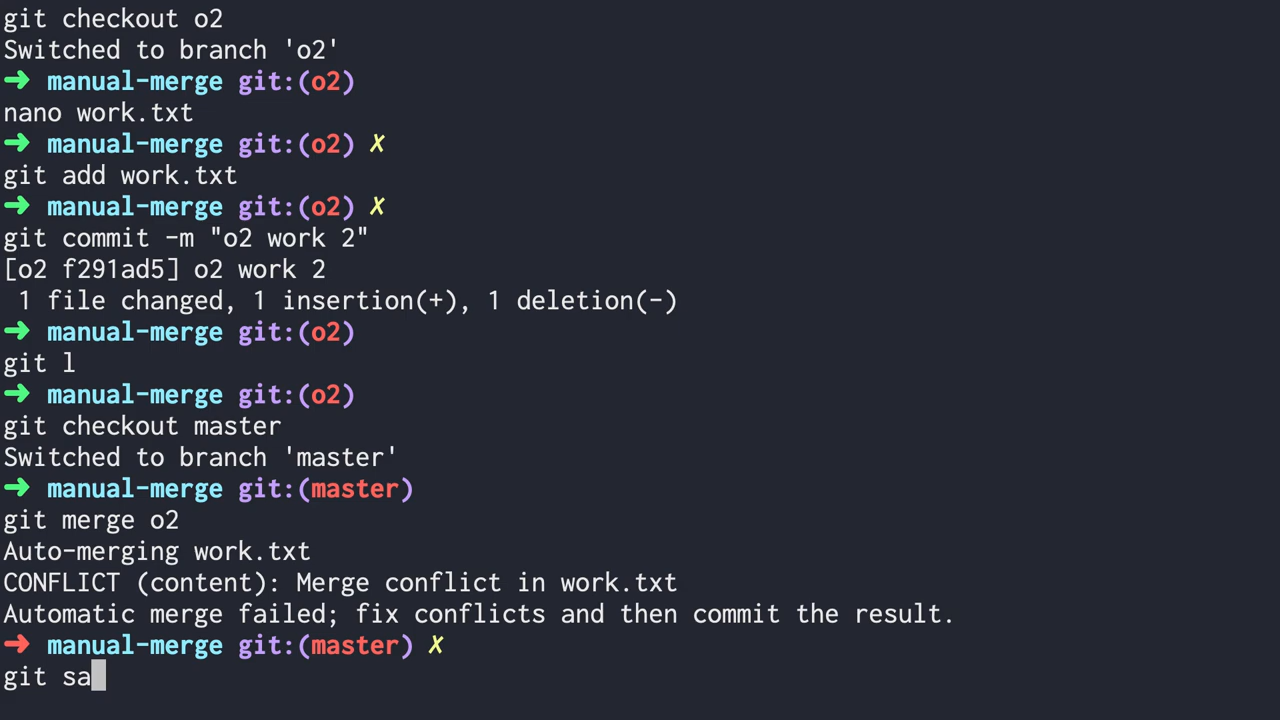 git checkout o2
Switched to branch 'o2'
➜ manual-merge git:(o2)
nano work.txt
➜ manual-merge git:(o2) ✗
git add work.txt
➜ manual-merge git:(o2) ✗
git commit -m "o2 work 2"
[o2 f291ad5] o2 work 2
 1 file changed, 1 insertion(+), 1 deletion(-)
➜ manual-merge git:(o2)
git l
➜ manual-merge git:(o2)
git checkout master
Switched to branch 'master'
➜ manual-merge git:(master)
git merge o2
Auto-merging work.txt
CONFLICT (content): Merge conflict in work.txt
Automatic merge failed; fix conflicts and then commit the result.
➜ manual-merge git:(master) ✗
git sa